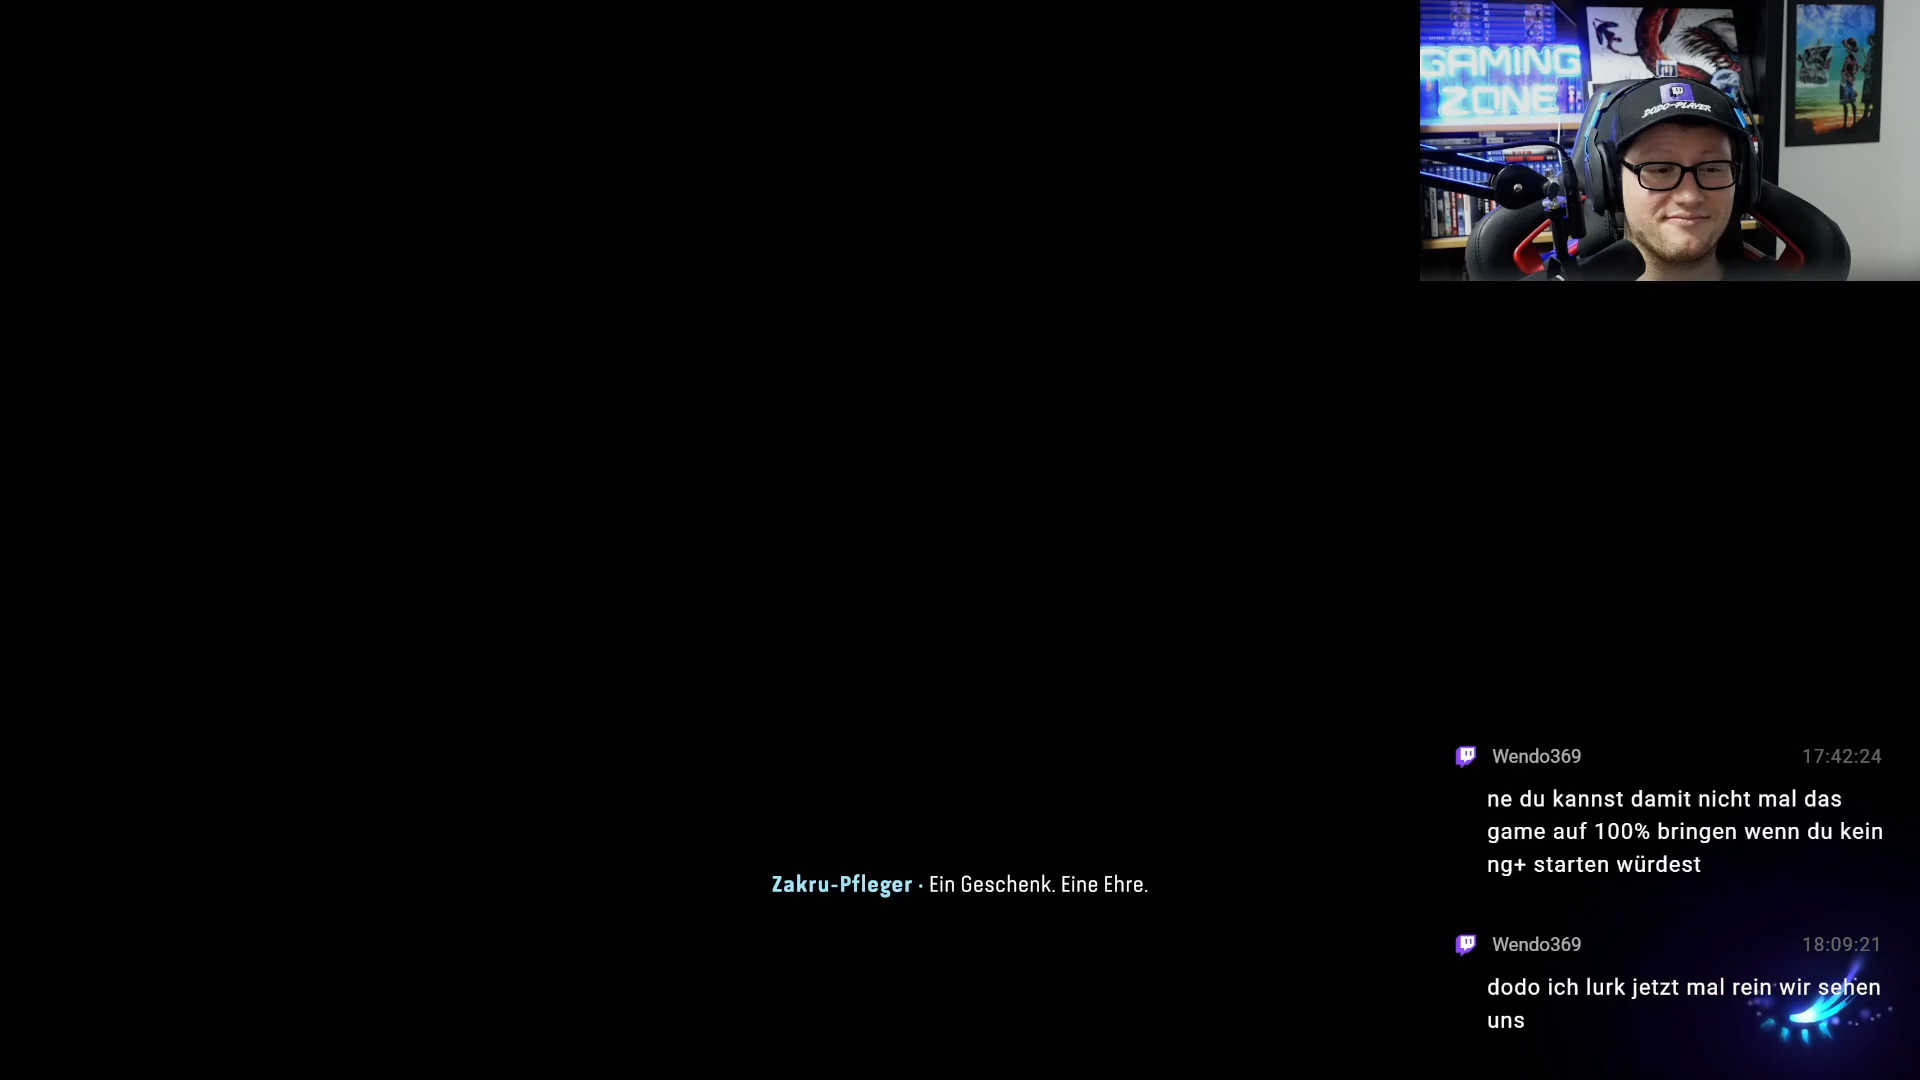 GAMING
ZONE
DODO-PLAYER
Wendo369 17:42:24
ne du kannst damit nicht mal das
game auf 100% bringen wenn du kein
ng+ starten würdest
Zakru-Pfleger · Ein Geschenk. Eine Ehre.
Wendo369 18:09:21
dodo ich lurk jetzt mal rein wir sehen
uns